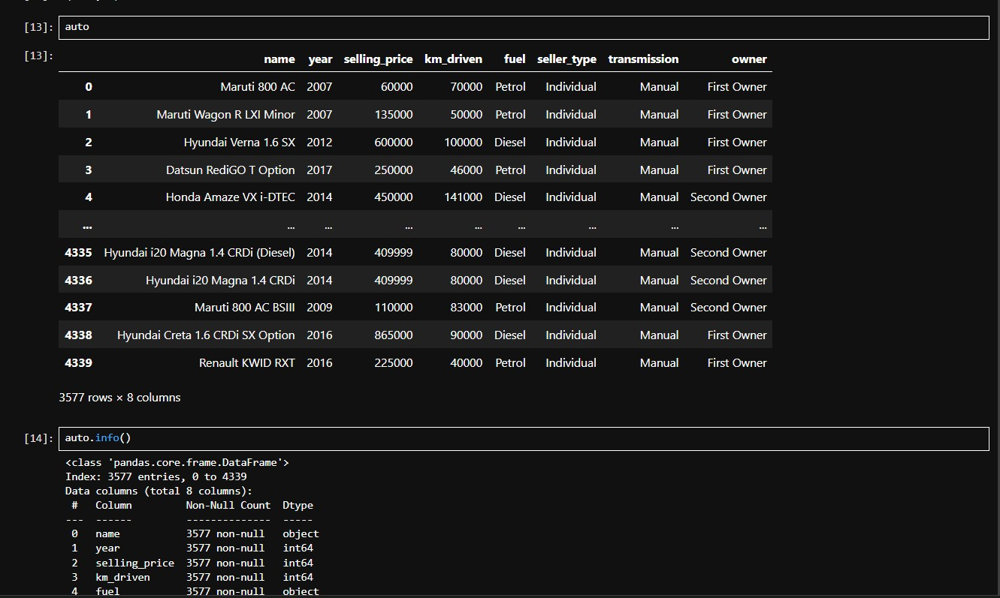 [13]: auto
[13]:
name year selling_price km_driven fuel seller_type transmission owner
0 Maruti 800 AC 2007 60000 70000 Petrol Individual Manual First Owner
1 Maruti Wagon R LXI Minor 2007 135000 50000 Petrol Individual Manual First Owner
2 Hyundai Verna 1.6 SX 2012 600000 100000 Diesel Individual Manual First Owner
3 Datsun RediGO T Option 2017 250000 46000 Petrol Individual Manual First Owner
4 Honda Amaze VX i-DTEC 2014 450000 141000 Diesel Individual Manual Second Owner
... ... ... ... ... ... ... ... ...
4335 Hyundai i20 Magna 1.4 CRDi (Diesel) 2014 409999 80000 Diesel Individual Manual Second Owner
4336 Hyundai i20 Magna 1.4 CRDi 2014 409999 80000 Diesel Individual Manual Second Owner
4337 Maruti 800 AC BSIII 2009 110000 83000 Petrol Individual Manual Second Owner
4338 Hyundai Creta 1.6 CRDi SX Option 2016 865000 90000 Diesel Individual Manual First Owner
4339 Renault KWID RXT 2016 225000 40000 Petrol Individual Manual First Owner
3577 rows × 8 columns
[14]: auto.info()
<class 'pandas.core.frame.DataFrame'>
Index: 3577 entries, 0 to 4339
Data columns (total 8 columns):
# Column Non-Null Count Dtype
--- ------ -------------- -----
0 name 3577 non-null object
1 year 3577 non-null int64
2 selling_price 3577 non-null int64
3 km_driven 3577 non-null int64
4 fuel 3577 non-null object